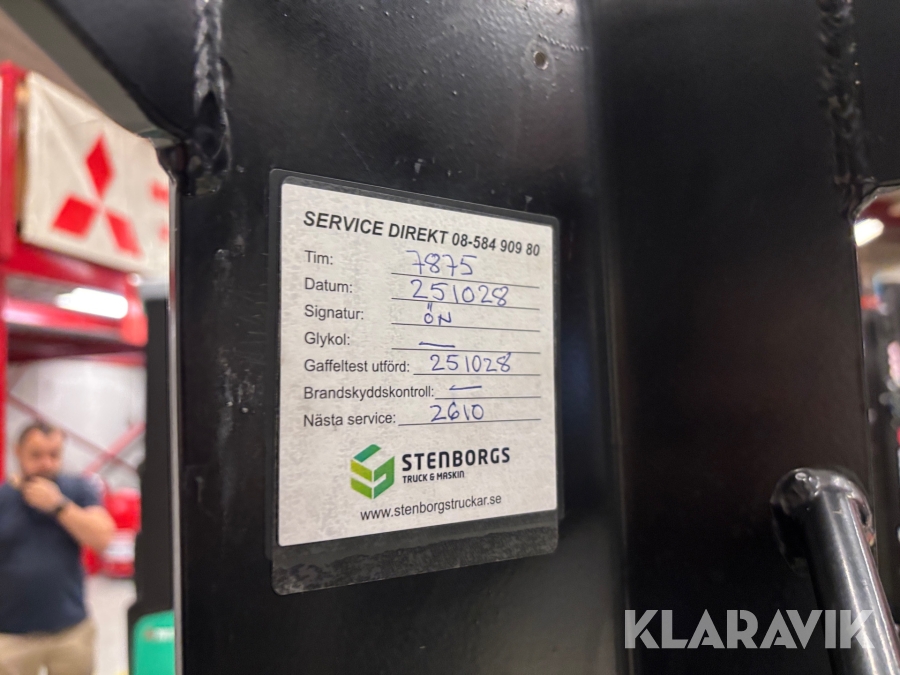 SERVICE DIREKT 08-584 909 80
Tim: 7875
Datum: 251028
Signatur: ÖN
Glykol: —
Gaffeltest utförd: 251028
Brandskyddskontroll: —
Nästa service: 2610
STENBORGS
TRUCK & MASKIN
www.stenborgstruckar.se
KLARAVIK